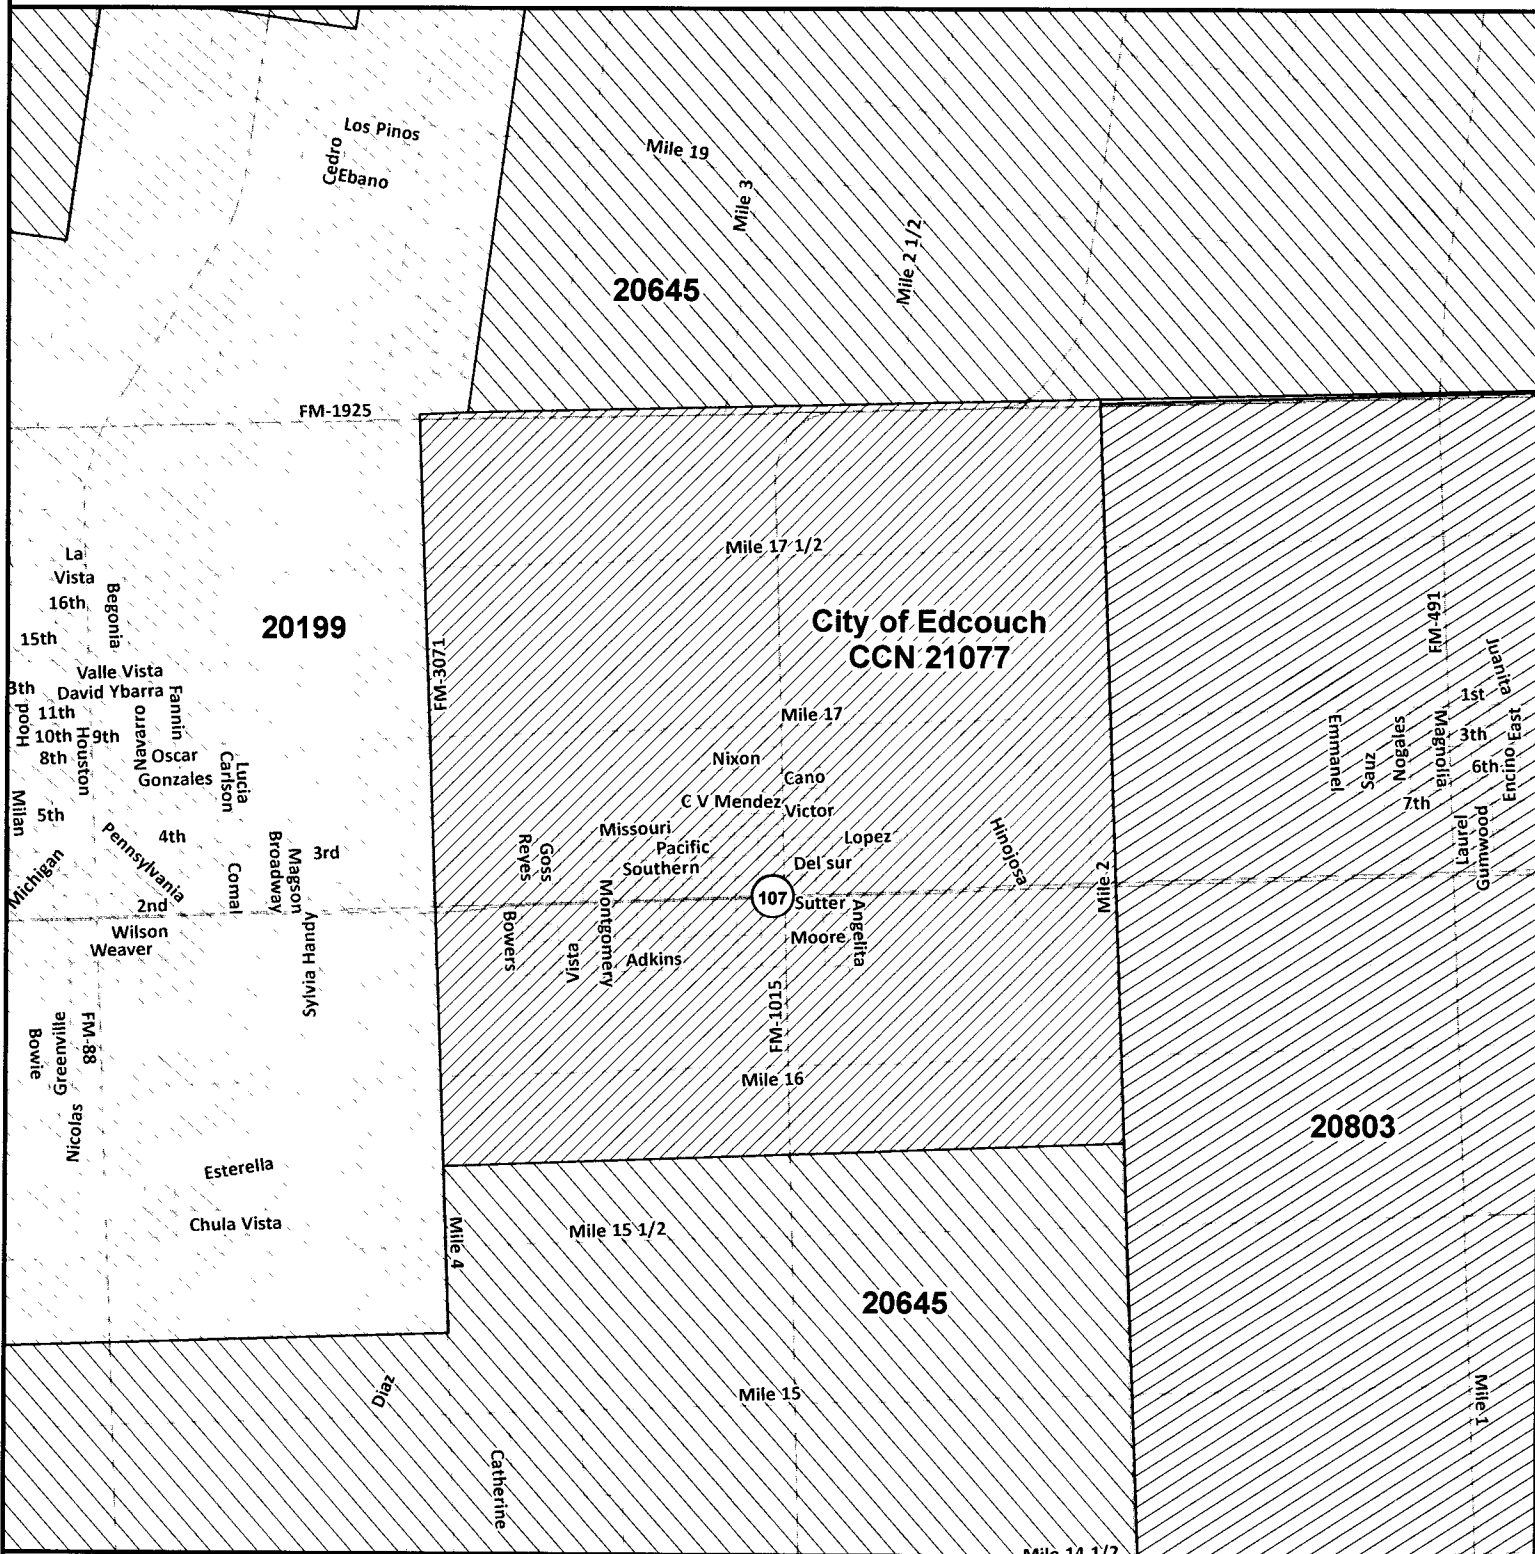 Los Pinos
Cedro
Ebano
Mile 19
Mile 3
Mile 2 1/2
20645
FM-1925
Mile 17 1/2
La
Vista
16th
Begonia
15th
20199
City of Edcouch
CCN 21077
FM-491
FM-3071
Juanita
Valle Vista
David Ybarra
Fannin
1st
11th
Hood
Navarro
Mile 17
Emmanel
Nogales
Magnolia
East
10th
9th
3th
Houston
8th
Oscar
Nixon
Sauz
6th
Encino
Gonzales
Carlson
Lucia
Cano
7th
Milan
5th
C V Mendez
Victor
Laurel
Gumwood
Pennsylvania
4th
Missouri
Lopez
Hinojosa
Broadway
Magson
3rd
Reyes
Goss
Pacific
Southern
Del sur
Michigan
Comal
Mile 2
2nd
Montgomery
107
Sutter
Angelita
Wilson
Weaver
Sylvia Handy
Bowers
Vista
Adkins
Moore
Bowie
Greenville
FM-88
FM-1015
Mile 16
Nicolas
20803
Esterella
Chula Vista
Mile 4
Mile 15 1/2
20645
Diaz
Mile 15
Mile 1
Catherine
Mile 14 1/2